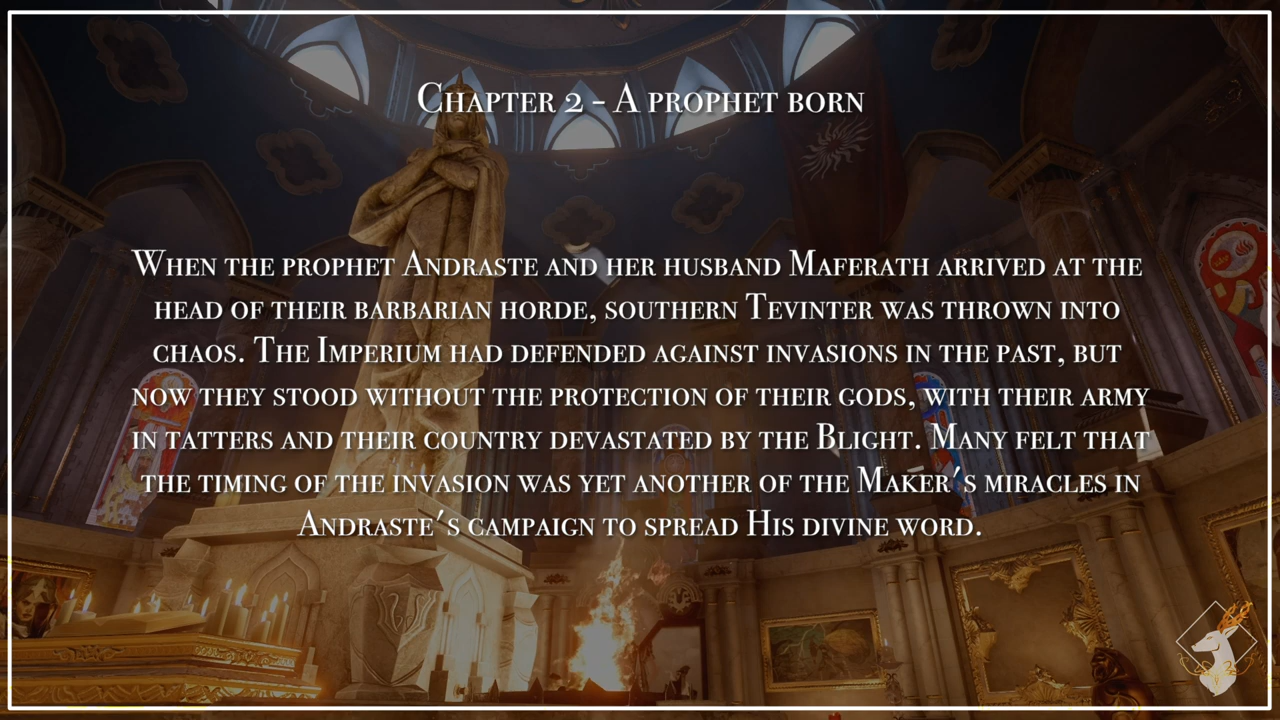 Chapter 2 - A prophet born
When the prophet Andraste and her husband Maferath arrived at the
head of their barbarian horde, southern Tevinter was thrown into
chaos. The Imperium had defended against invasions in the past, but
now they stood without the protection of their gods, with their army
in tatters and their country devastated by the Blight. Many felt that
the timing of the invasion was yet another of the Maker's miracles in
Andraste's campaign to spread His divine word.